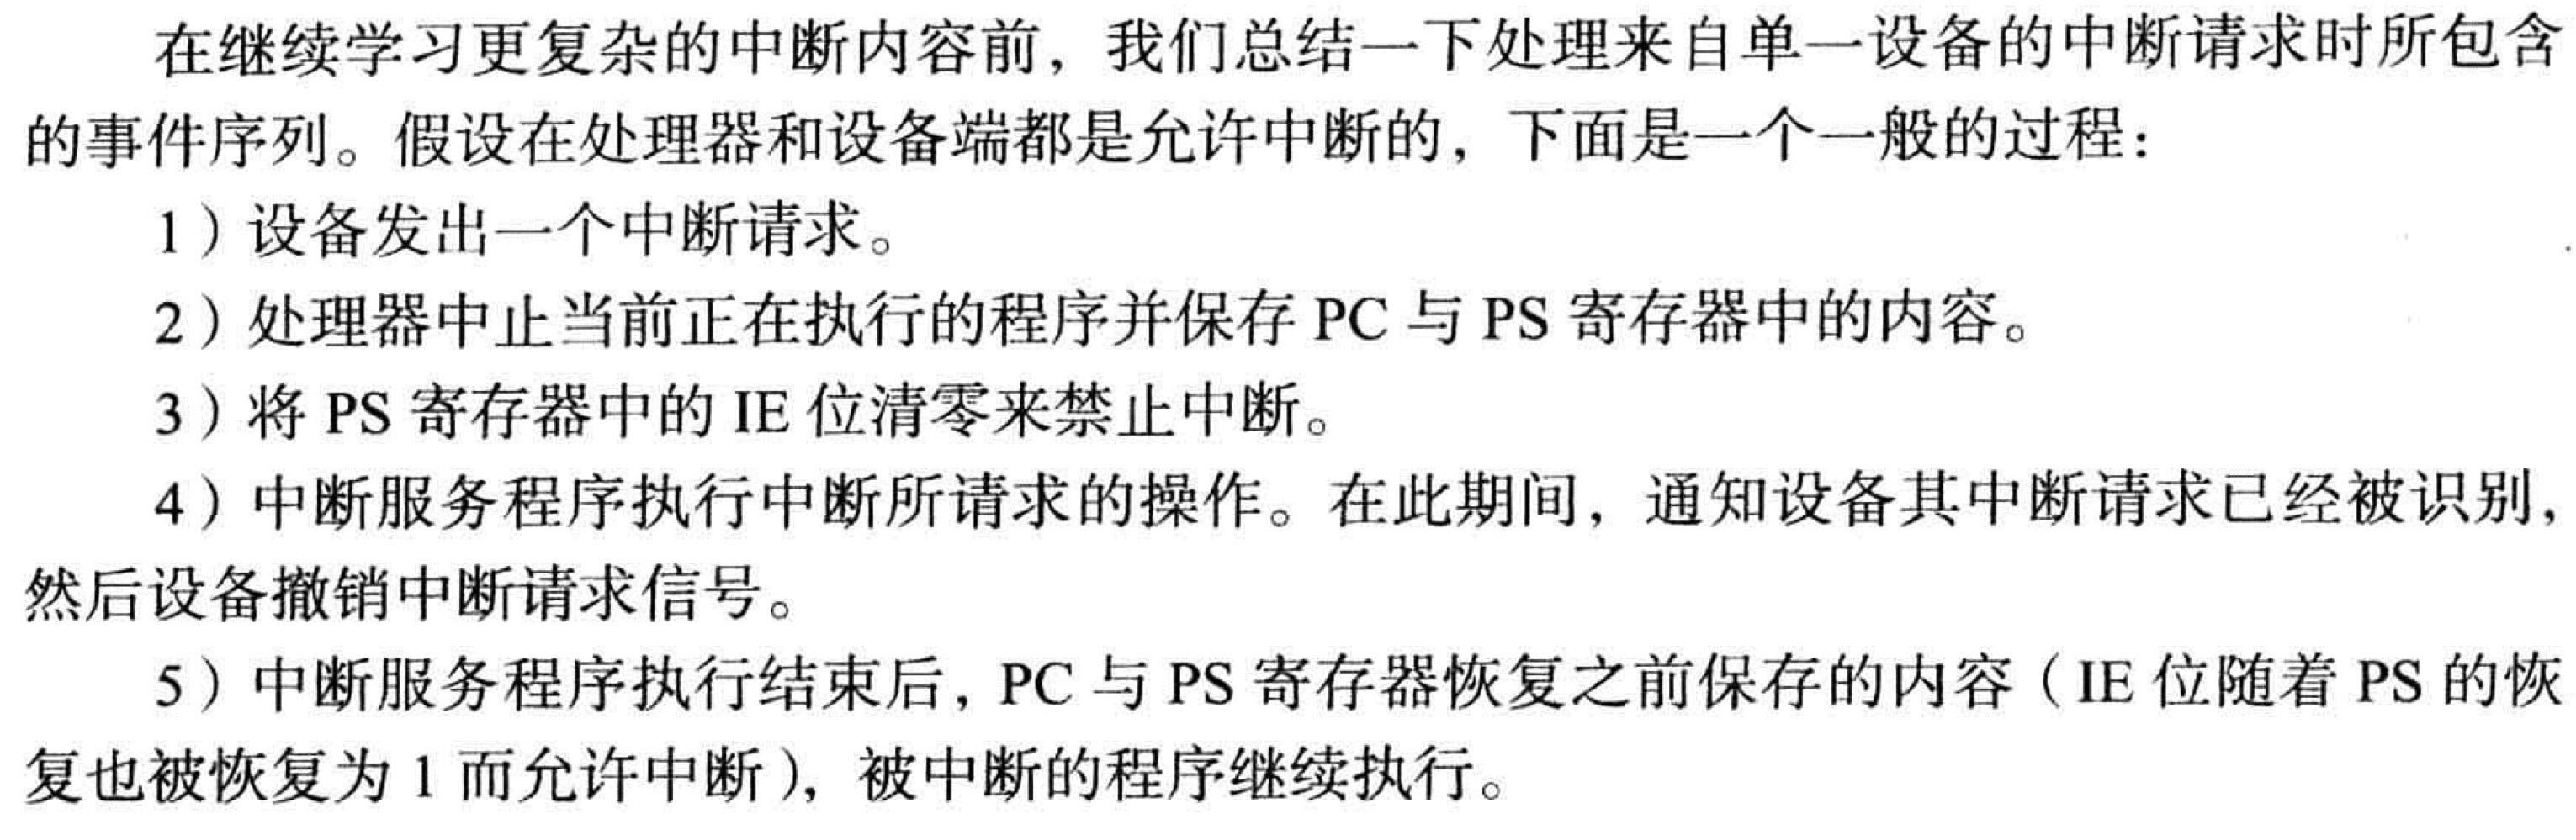 在继续学习更复杂的中断内容前，我们总结一下处理来自单一设备的中断请求时所包含
的事件序列。假设在处理器和设备端都是允许中断的，下面是一个一般的过程：
1）设备发出一个中断请求。
2）处理器中止当前正在执行的程序并保存 PC 与 PS 寄存器中的内容。
3）将 PS 寄存器中的 IE 位清零来禁止中断。
4）中断服务程序执行中断所请求的操作。在此期间，通知设备其中断请求已经被识别，
然后设备撤销中断请求信号。
5）中断服务程序执行结束后，PC 与 PS 寄存器恢复之前保存的内容（IE 位随着 PS 的恢
复也被恢复为 1 而允许中断），被中断的程序继续执行。